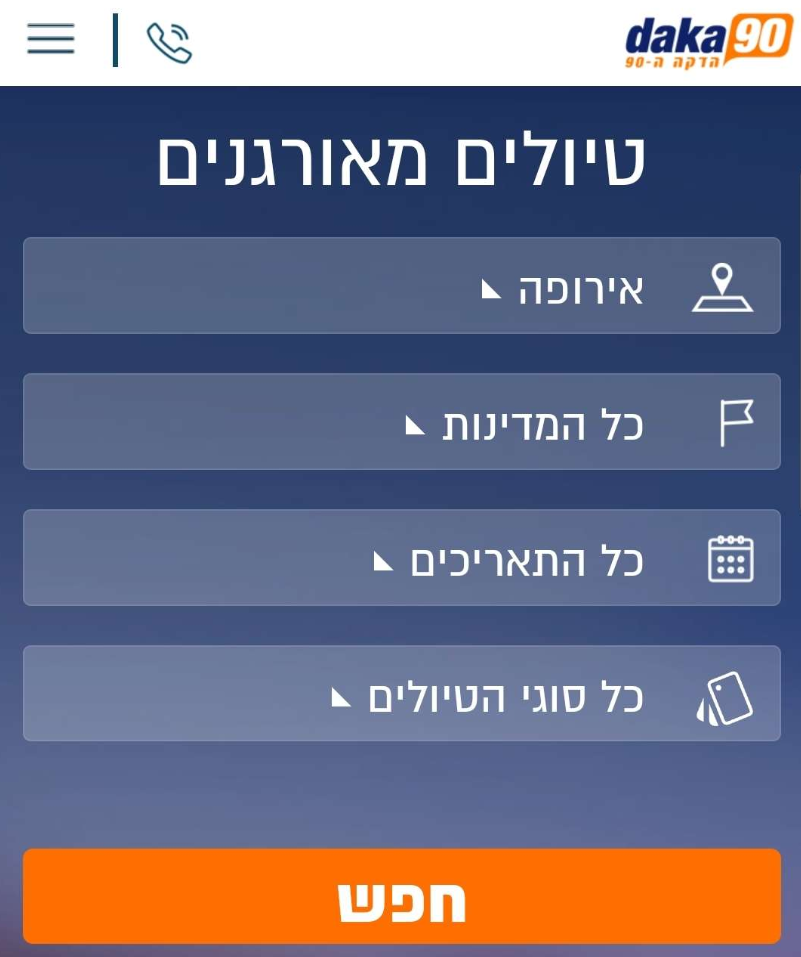 daka90
הדקה ה-90
טיולים מאורגנים
אירופה
כל המדינות
כל התאריכים
כל סוגי הטיולים
חפש